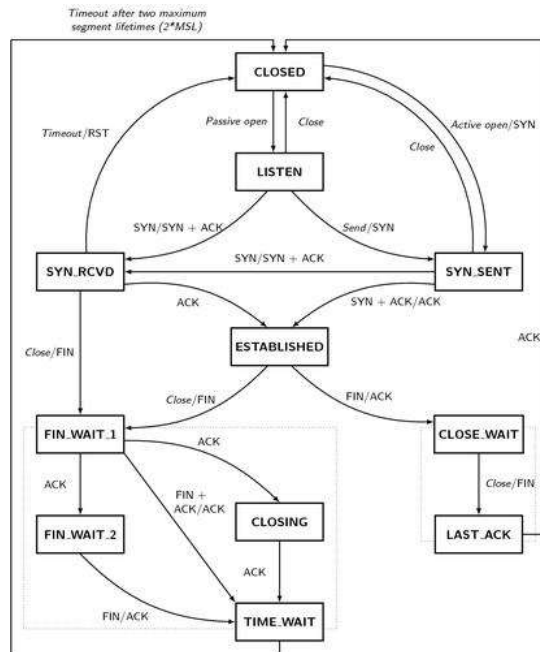 Timeout after two maximum
segment lifetimes (2*MSL)
CLOSED
Passive open
Close
Timeout/RST
Active open/SYN
Close
LISTEN
SYN/SYN + ACK
Send/SYN
SYN_RCVD
SYN/SYN + ACK
SYN_SENT
ACK
SYN + ACK/ACK
ESTABLISHED
ACK
Close/FIN
Close/FIN
FIN/ACK
FIN_WAIT_1
CLOSE_WAIT
ACK
ACK
FIN +
ACK/ACK
Close/FIN
FIN_WAIT_2
CLOSING
LAST_ACK
ACK
FIN/ACK
TIME_WAIT